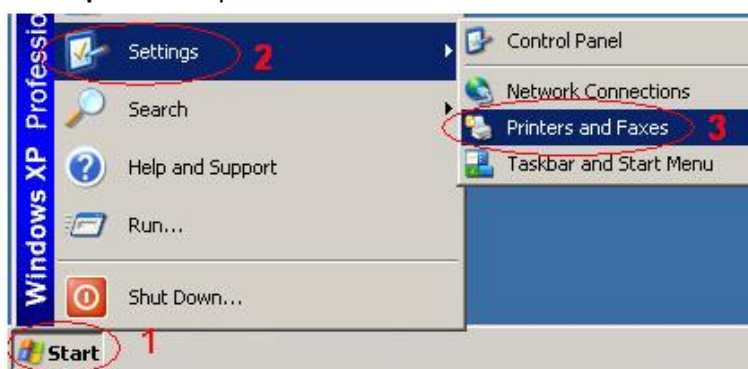 Windows XP Professio
Settings 2
Search
Help and Support
Run...
Shut Down...
Start 1
Control Panel
Network Connections
Printers and Faxes 3
Taskbar and Start Menu